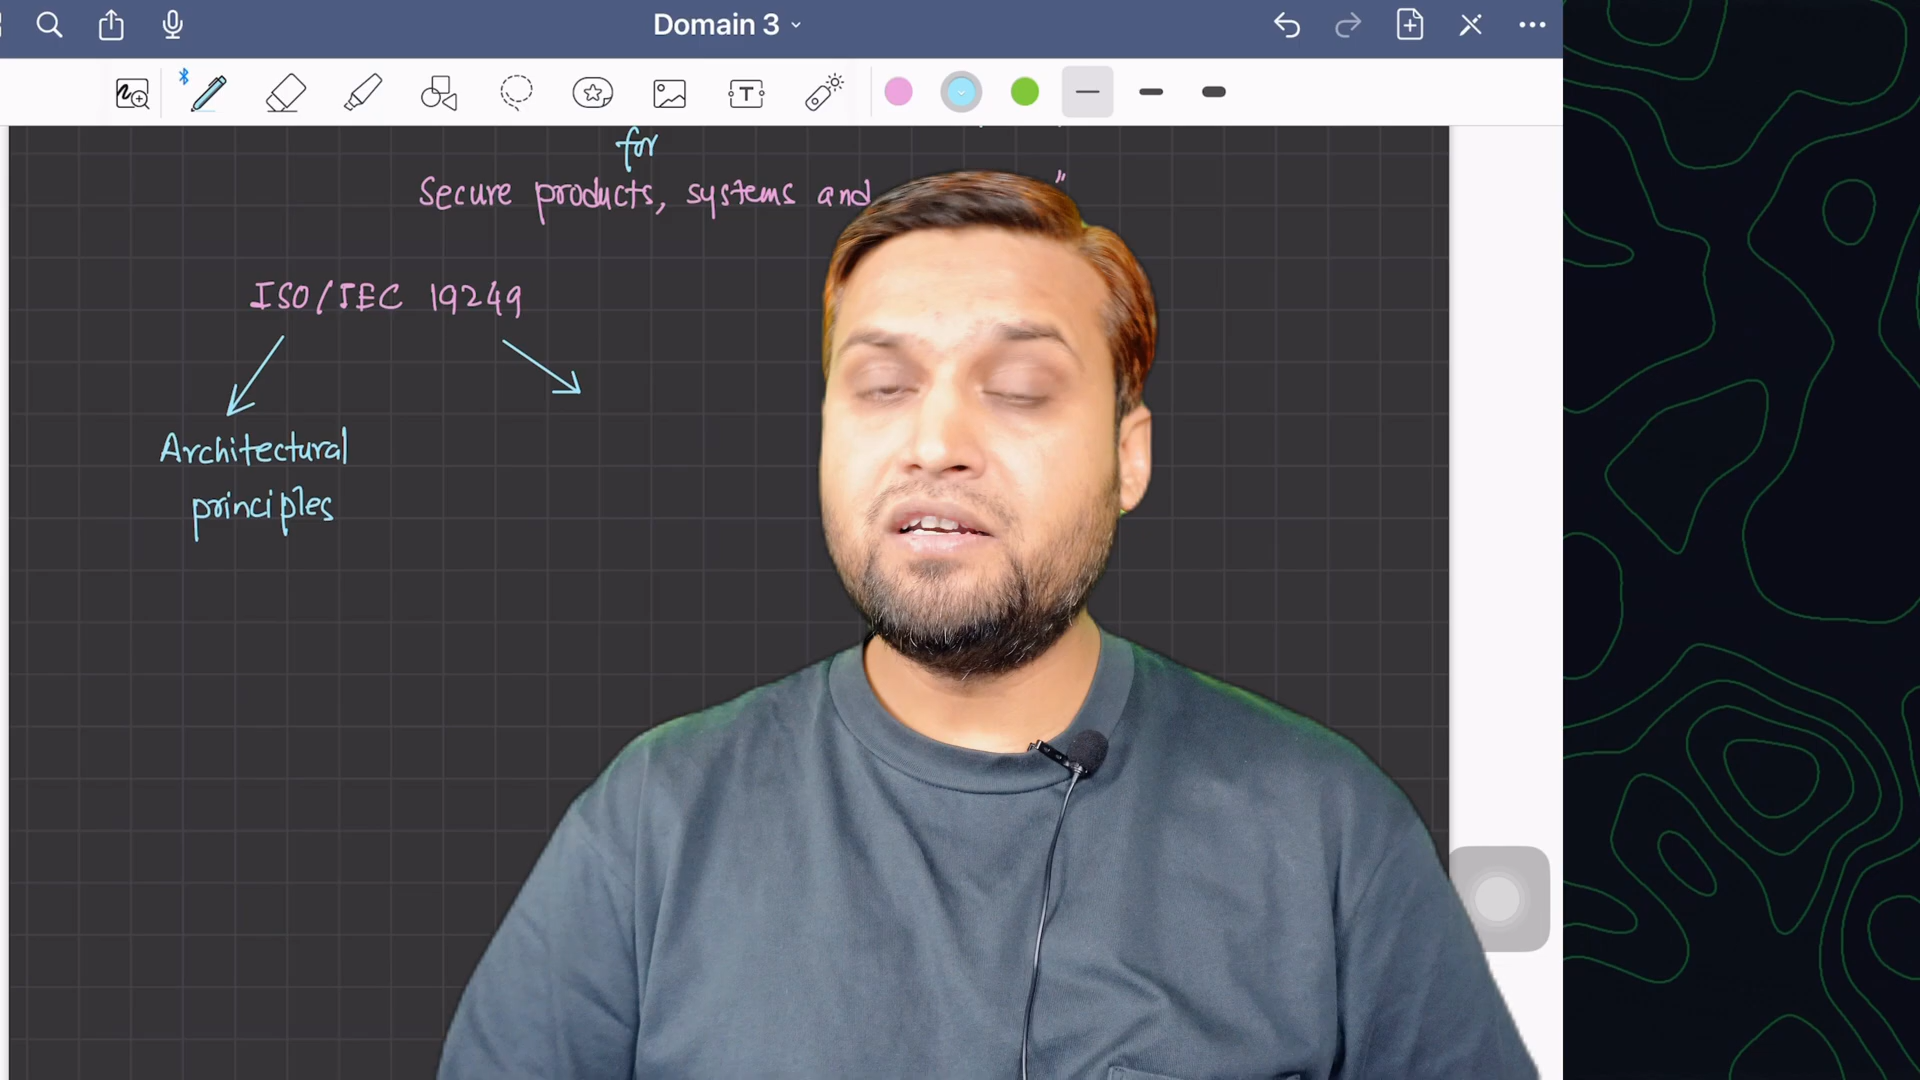 Domain 3
T
for
Secure products, systems and "
ISO/IEC 19249
Architectural
principles